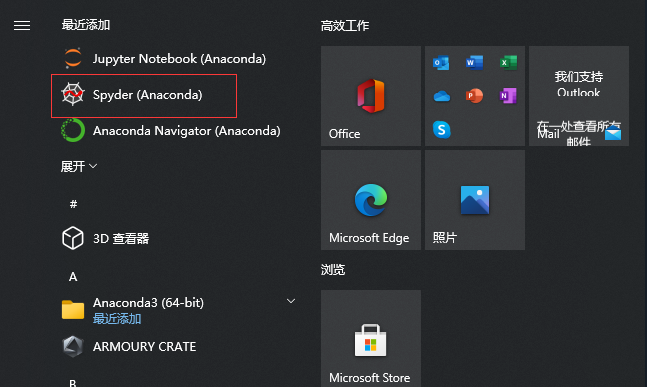 最近添加
Jupyter Notebook (Anaconda)
Spyder (Anaconda)
Anaconda Navigator (Anaconda)
展开
#
3D 查看器
A
Anaconda3 (64-bit)
最近添加
ARMOURY CRATE
B
高效工作
Office
我们支持
Outlook
在一处查看所有
邮件
Mail
Microsoft Edge
照片
浏览
Microsoft Store